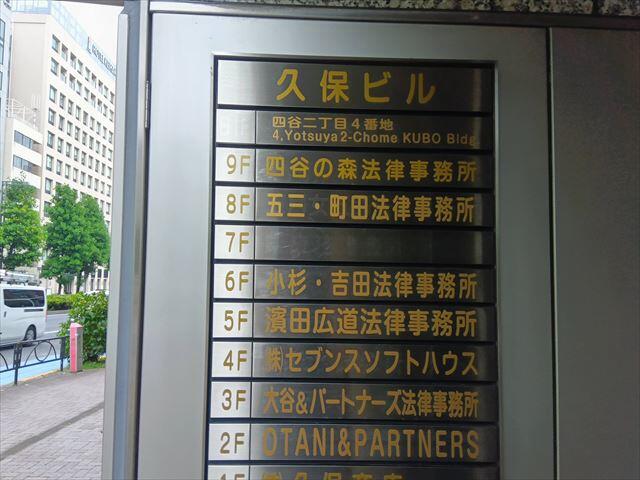 久保ビル
四谷二丁目4番地
4,Yotsuya2-Chome KUBO Bldg
9F 四谷の森法律事務所
8F 五三・町田法律事務所
7F
6F 小杉・吉田法律事務所
5F 濱田広道法律事務所
4F ㈱セブンスソフトハウス
3F 大谷&パートナーズ法律事務所
2F OTANI&PARTNERS